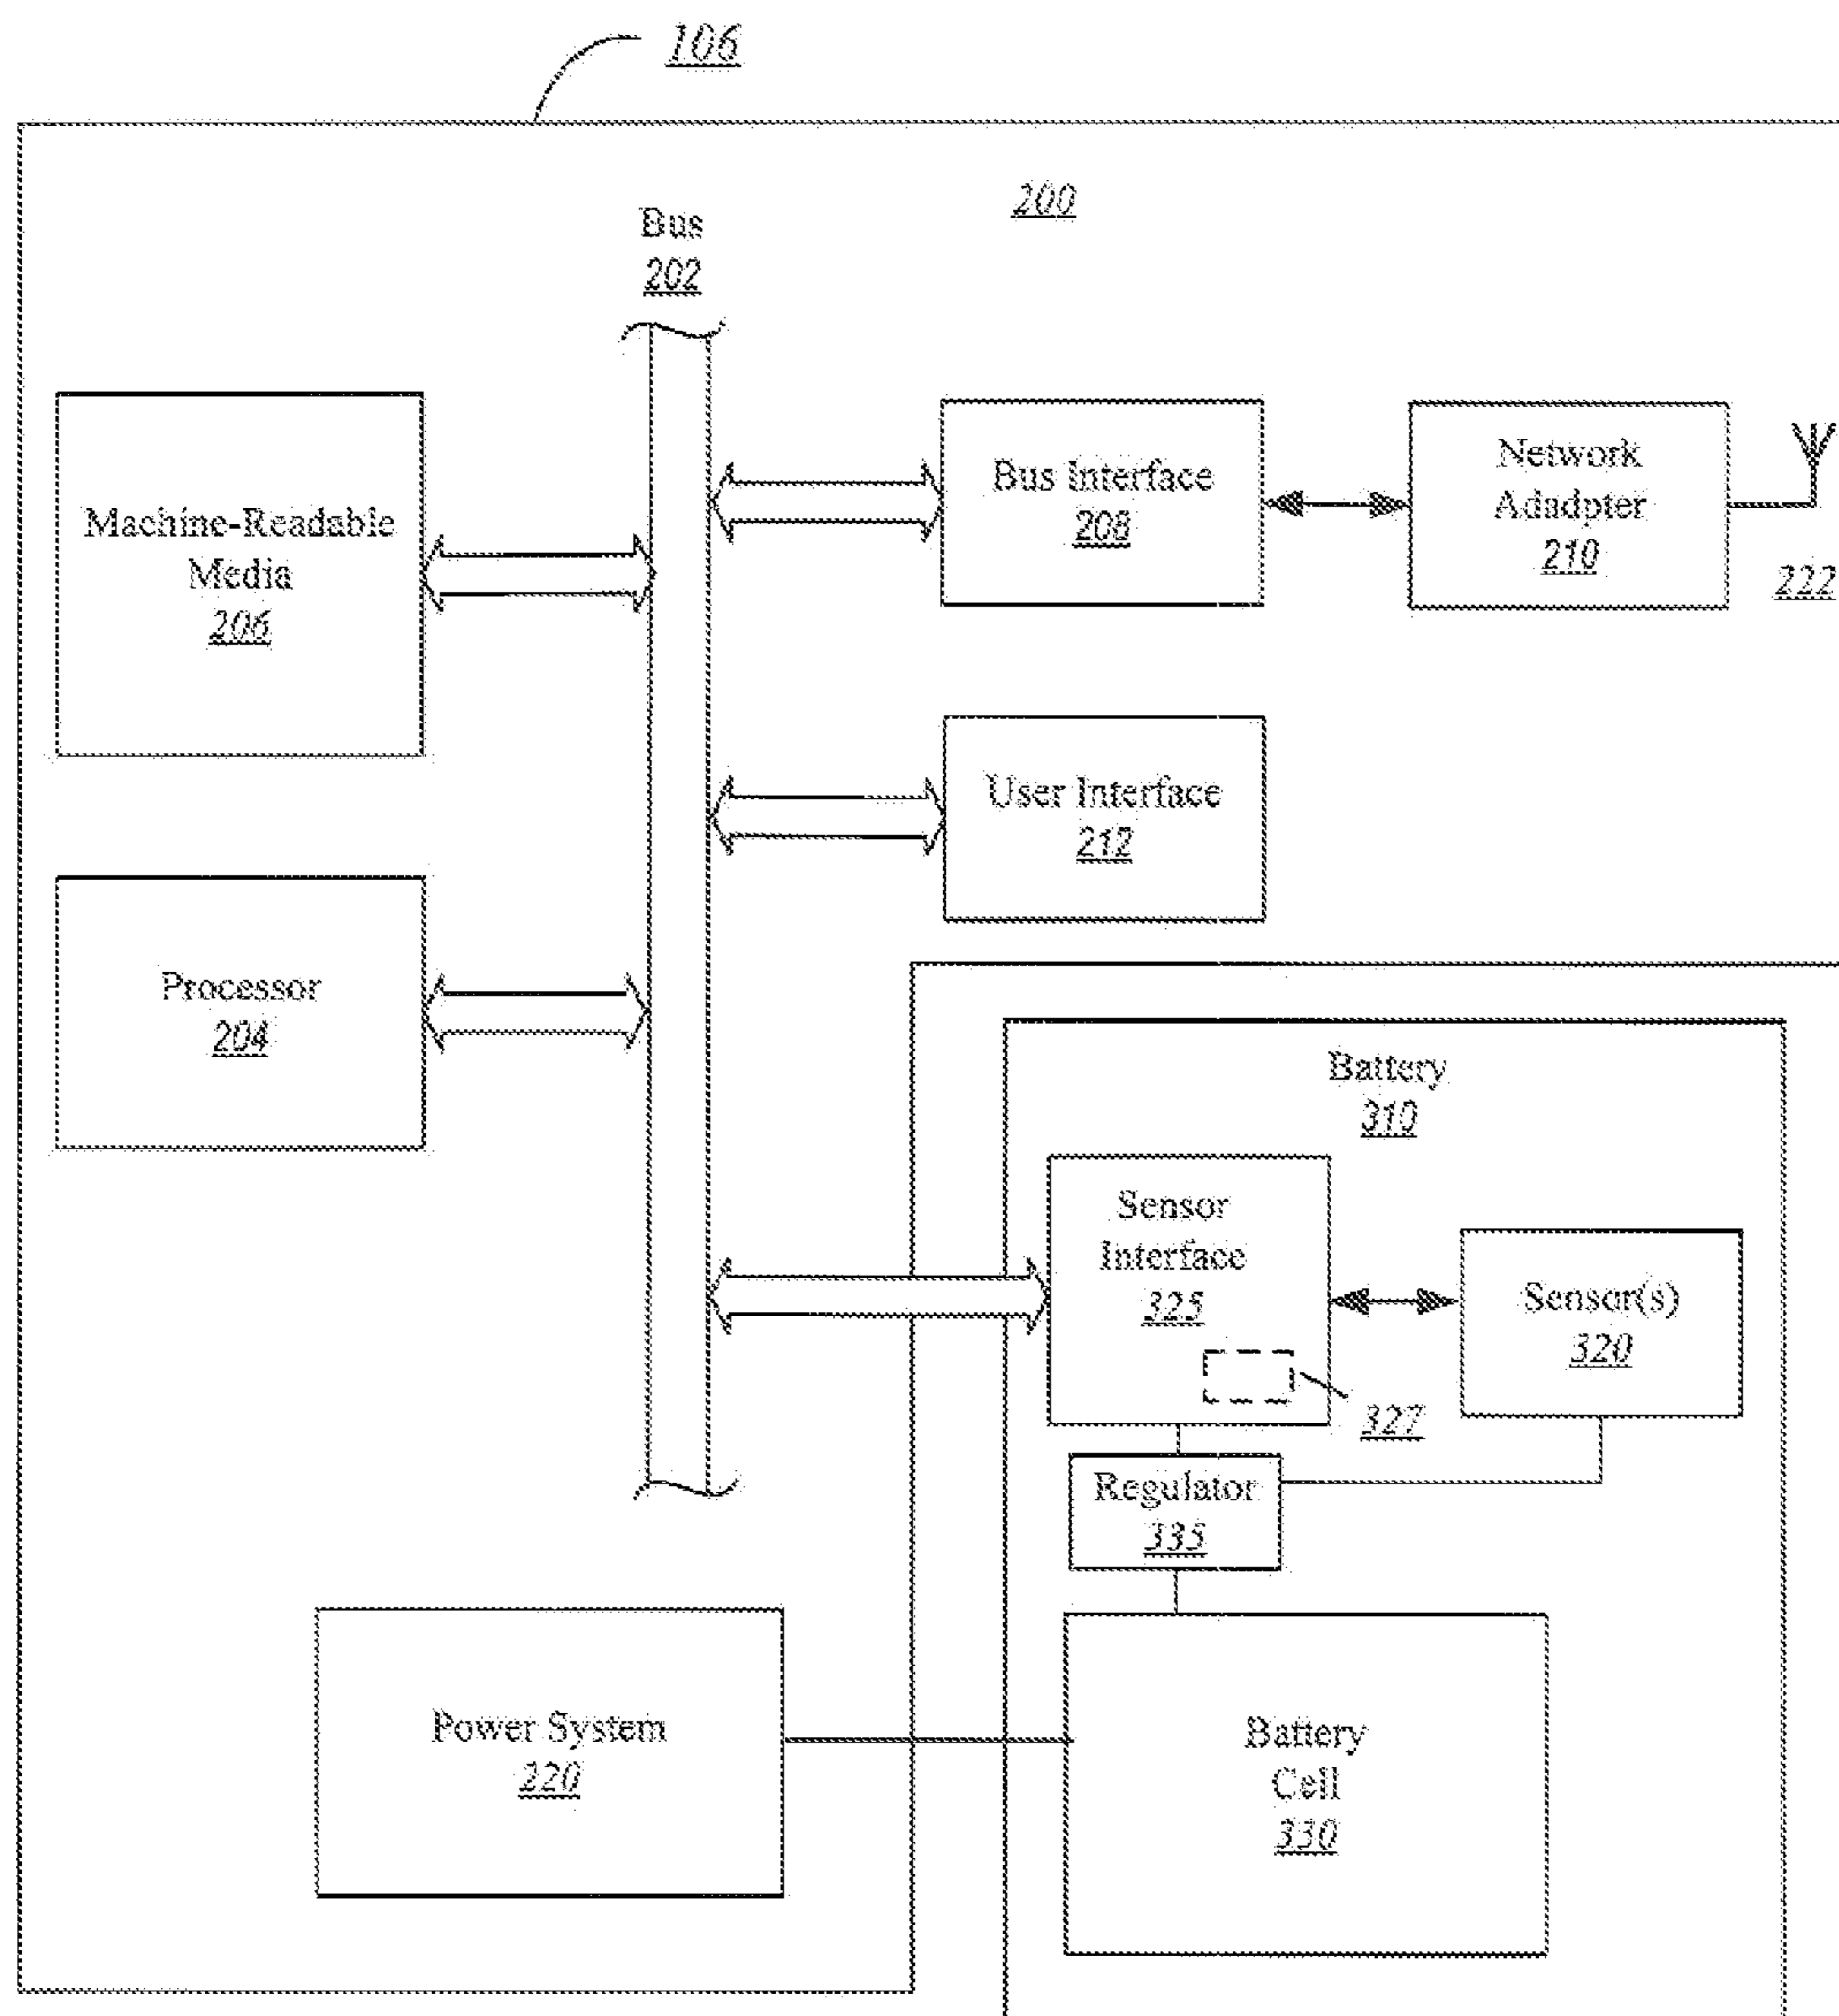 106
200
Bus
202
Machine-Readable
Media
206
Bus Interface
208
Network
Adadpter
210
222
User Interface
212
Processor
204
Battery
310
Sensor
Interface
325
Sensor(s)
320
327
Regulator
335
Power System
220
Battery
Cell
330